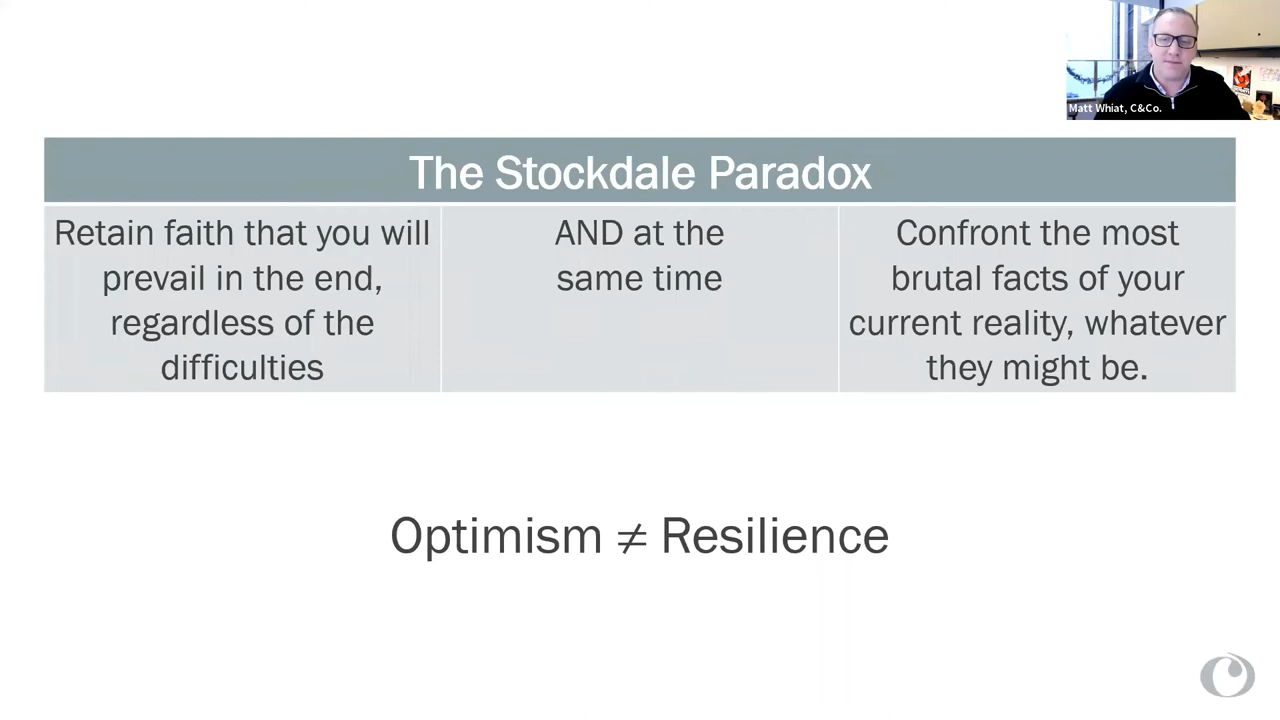 Matt Whiat, C&Co.
The Stockdale Paradox
Retain faith that you will
prevail in the end,
regardless of the
difficulties
AND at the
same time
Confront the most
brutal facts of your
current reality, whatever
they might be.
Optimism ≠ Resilience